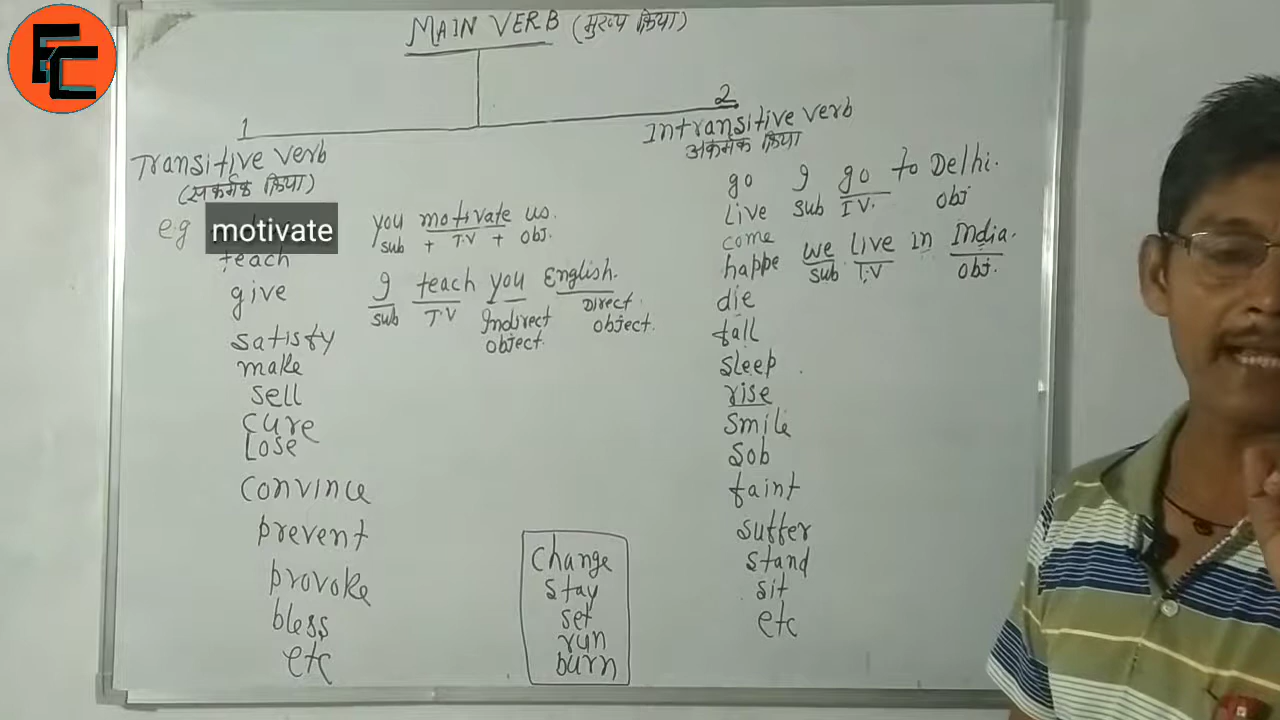 EC
MAIN VERB (मुख्य क्रिया)
1
Transitive verb
(सकर्मक क्रिया)
e.g
motivate
teach
give
satisfy
make
sell
cure
Lose
convince
prevent
provoke
bless
etc
you motivate us.
sub + T.V + obj.
I teach you English.
sub T.V Indirect object. Direct object.
change
stay
set
run
burn
2
Intransitive verb
अकर्मक क्रिया
go
live
come
happe
die
fall
sleep
rise
smile
sob
faint
suffer
stand
sit
etc
I go to Delhi.
sub I.V. obj
we live in India.
sub I.V obj.